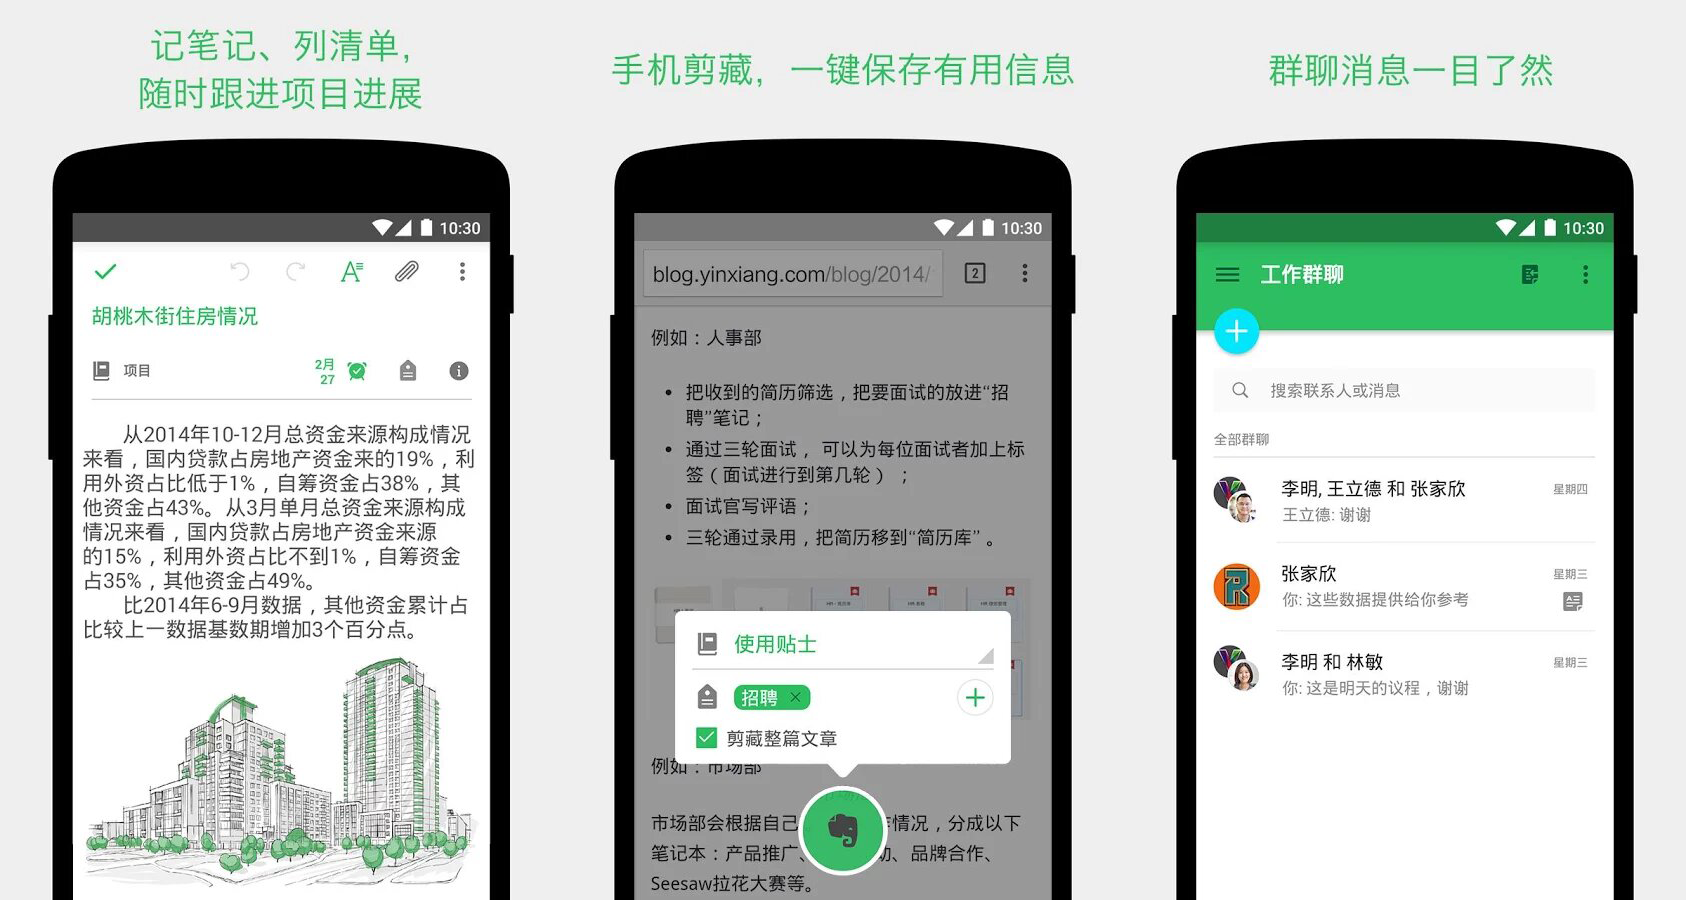 记笔记、列清单,
随时跟进项目进展
10:30
胡桃木街住房情况
项目
2月
27
从2014年10-12月总资金来源构成情况
来看，国内贷款占房地产资金来的19%，利
用外资占比低于1%，自筹资金占38%，其
他资金占43%。从3月单月总资金来源构成
情况来看，国内贷款占房地产资金来源
的15%，利用外资占比不到1%，自筹资金
占35%，其他资金占49%。
比2014年6-9月数据，其他资金累计占
比较上一数据基数期增加3个百分点。
手机剪藏，一键保存有用信息
10:30
blog.yinxiang.com/blog/2014/
2
例如：人事部
把收到的简历筛选，把要面试的放进“招
聘”笔记；
通过三轮面试， 可以为每位面试者加上标
签（面试进行到第几轮）；
面试官写评语；
三轮通过录用，把简历移到“简历库”。
使用贴士
招聘 ×
剪藏整篇文章
例如：市场部
市场部会根据自己 情况，分成以下
笔记本：产品推广、 动、品牌合作、
Seesaw拉花大赛等。
群聊消息一目了然
10:30
工作群聊
搜索联系人或消息
全部群聊
李明, 王立德 和 张家欣 星期四
王立德: 谢谢
张家欣 星期三
你: 这些数据提供给你参考
李明 和 林敏 星期三
你: 这是明天的议程，谢谢